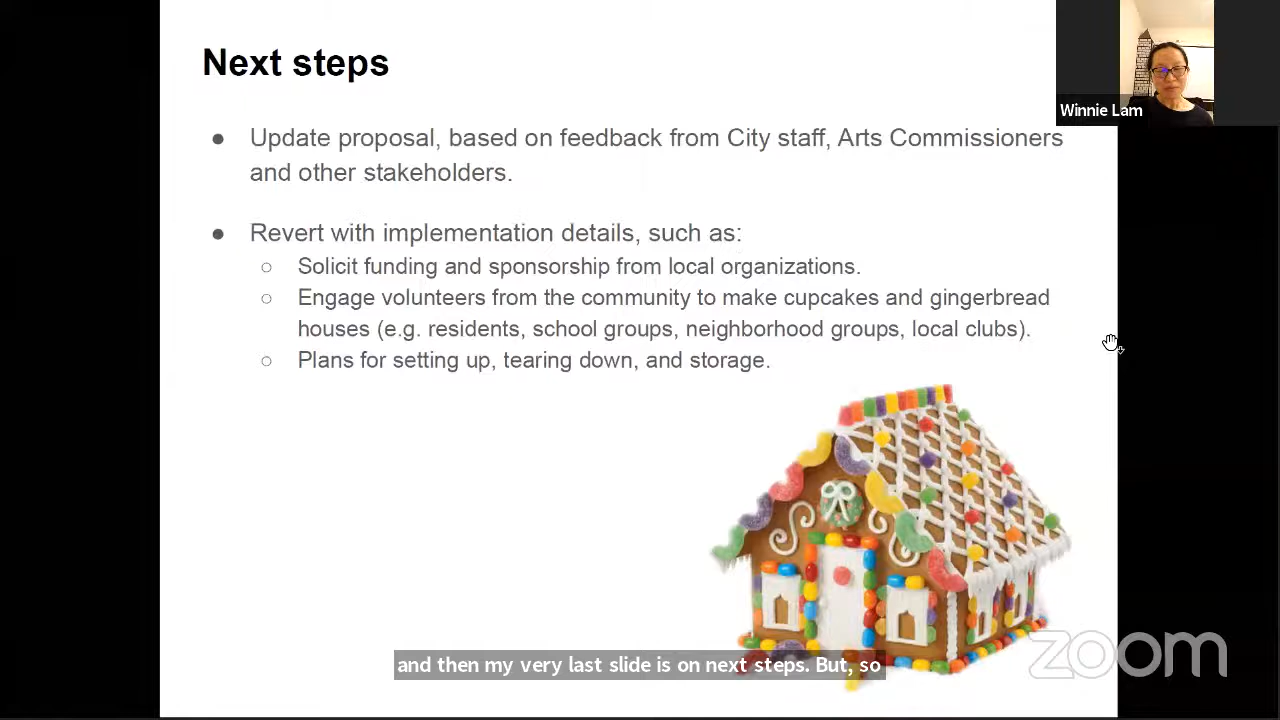 Next steps
Winnie Lam
● Update proposal, based on feedback from City staff, Arts Commissioners
and other stakeholders.
● Revert with implementation details, such as:
○ Solicit funding and sponsorship from local organizations.
○ Engage volunteers from the community to make cupcakes and gingerbread
houses (e.g. residents, school groups, neighborhood groups, local clubs).
○ Plans for setting up, tearing down, and storage.
and then my very last slide is on next steps. But, so
zoom